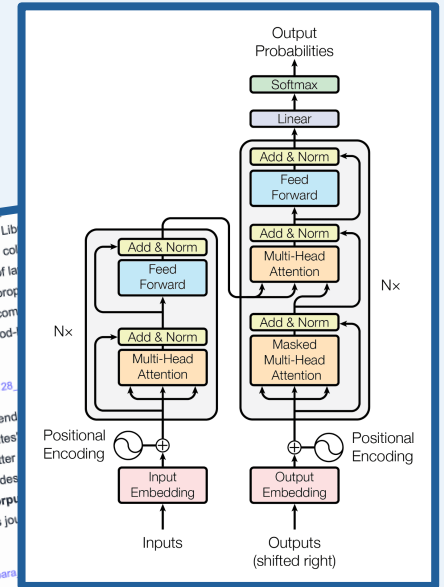 Output
Probabilities
Softmax
Linear
Add & Norm
Feed
Forward
Add & Norm
Multi-Head
Attention
Nx
Add & Norm
Masked
Multi-Head
Attention
Positional
Encoding
Output
Embedding
Outputs
(shifted right)
Add & Norm
Feed
Forward
Nx
Add & Norm
Multi-Head
Attention
Positional
Encoding
Input
Embedding
Inputs